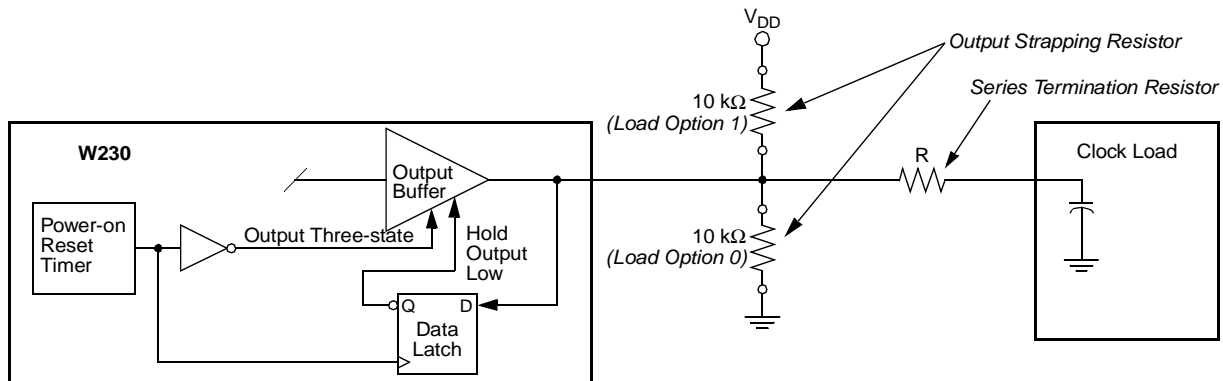 V_DD
Output Strapping Resistor
10 kΩ
(Load Option 1)
Series Termination Resistor
W230
Output
Buffer
R
Clock Load
Power-on
Reset
Timer
Output Three-state
Hold
Output
Low
10 kΩ
(Load Option 0)
Q
D
Data
Latch